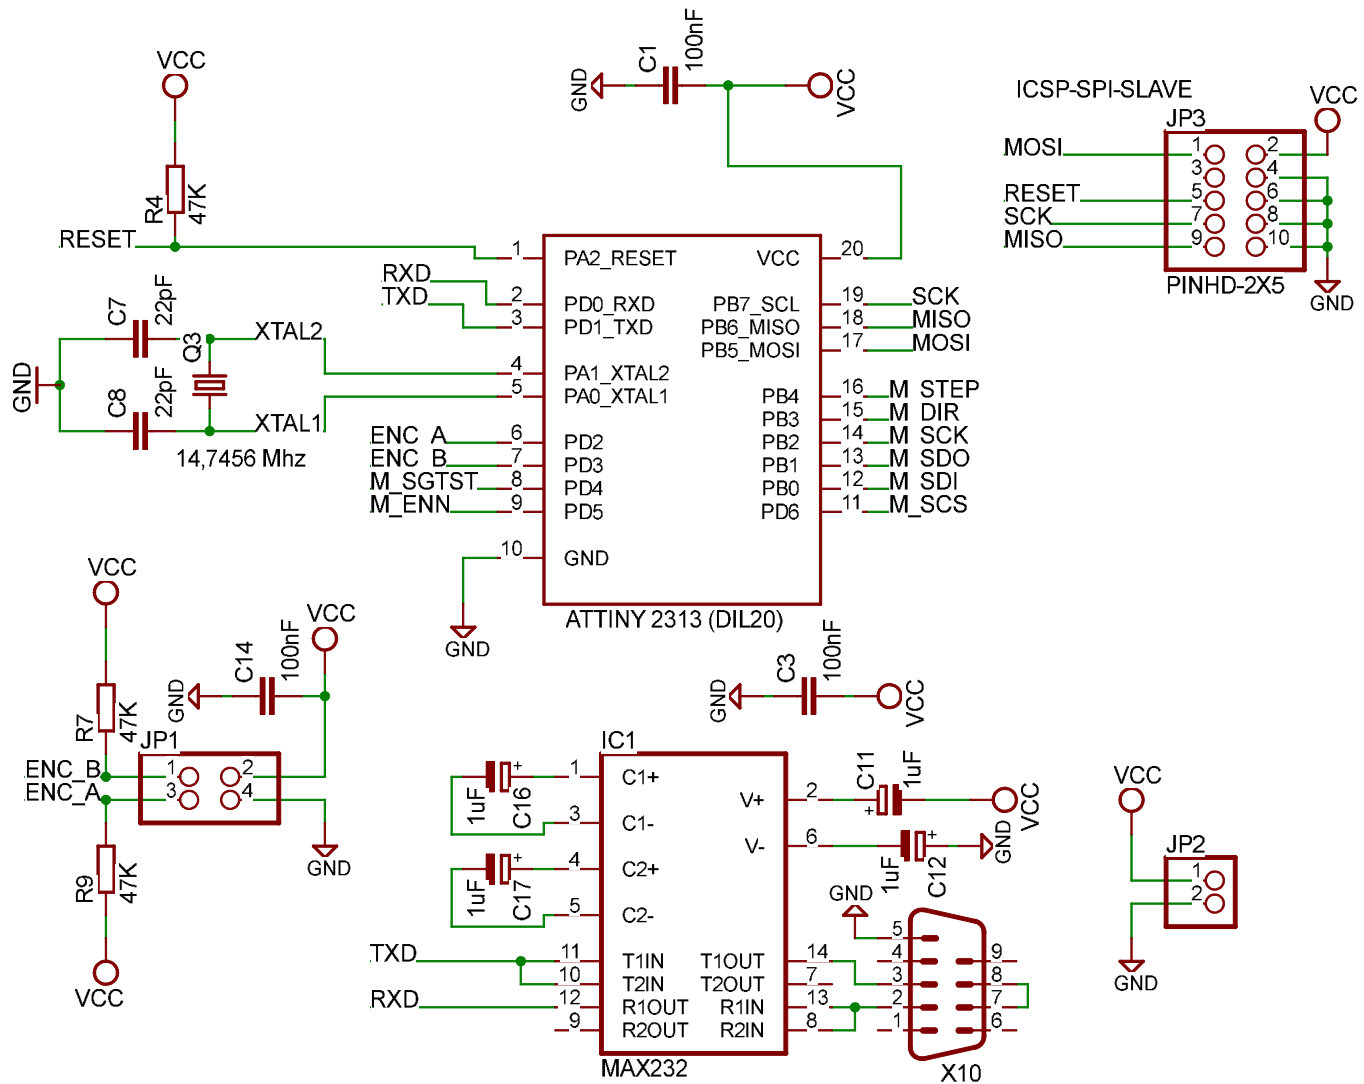 VCC
GND
C1
100nF
VCC
R4
47K
RESET
ICSP-SPI-SLAVE
JP3
VCC
MOSI
RESET
SCK
MISO
1
3
5
7
9
2
4
6
8
10
PINHD-2X5
GND
RXD
TXD
GND
C7
22pF
C8
22pF
Q3
XTAL2
XTAL1
14,7456 Mhz
ENC_A
ENC_B
M_SGTST
M_ENN
1 PA2_RESET
2 PD0_RXD
3 PD1_TXD
4 PA1_XTAL2
5 PA0_XTAL1
6 PD2
7 PD3
8 PD4
9 PD5
10 GND
VCC 20
PB7_SCL 19 SCK
PB6_MISO 18 MISO
PB5_MOSI 17 MOSI
PB4 16 M_STEP
PB3 15 M_DIR
PB2 14 M_SCK
PB1 13 M_SDO
PB0 12 M_SDI
PD6 11 M_SCS
ATTINY 2313 (DIL20)
GND
VCC
R7
47K
GND
C14
100nF
VCC
JP1
ENC_B
ENC_A
1
3
2
4
R9
47K
VCC
GND
GND
C3
100nF
VCC
IC1
1 C1+
3 C1-
4 C2+
5 C2-
11 T1IN
10 T2IN
12 R1OUT
9 R2OUT
V+ 2
V- 6
T1OUT 14
T2OUT 7
R1IN 13
R2IN 8
MAX232
1uF
C16
+
1uF
C17
+
TXD
RXD
C11
1uF
+
VCC
1uF
C12
+
GND
GND
5
4
3
2
1
9
8
7
6
X10
VCC
JP2
1
2
GND